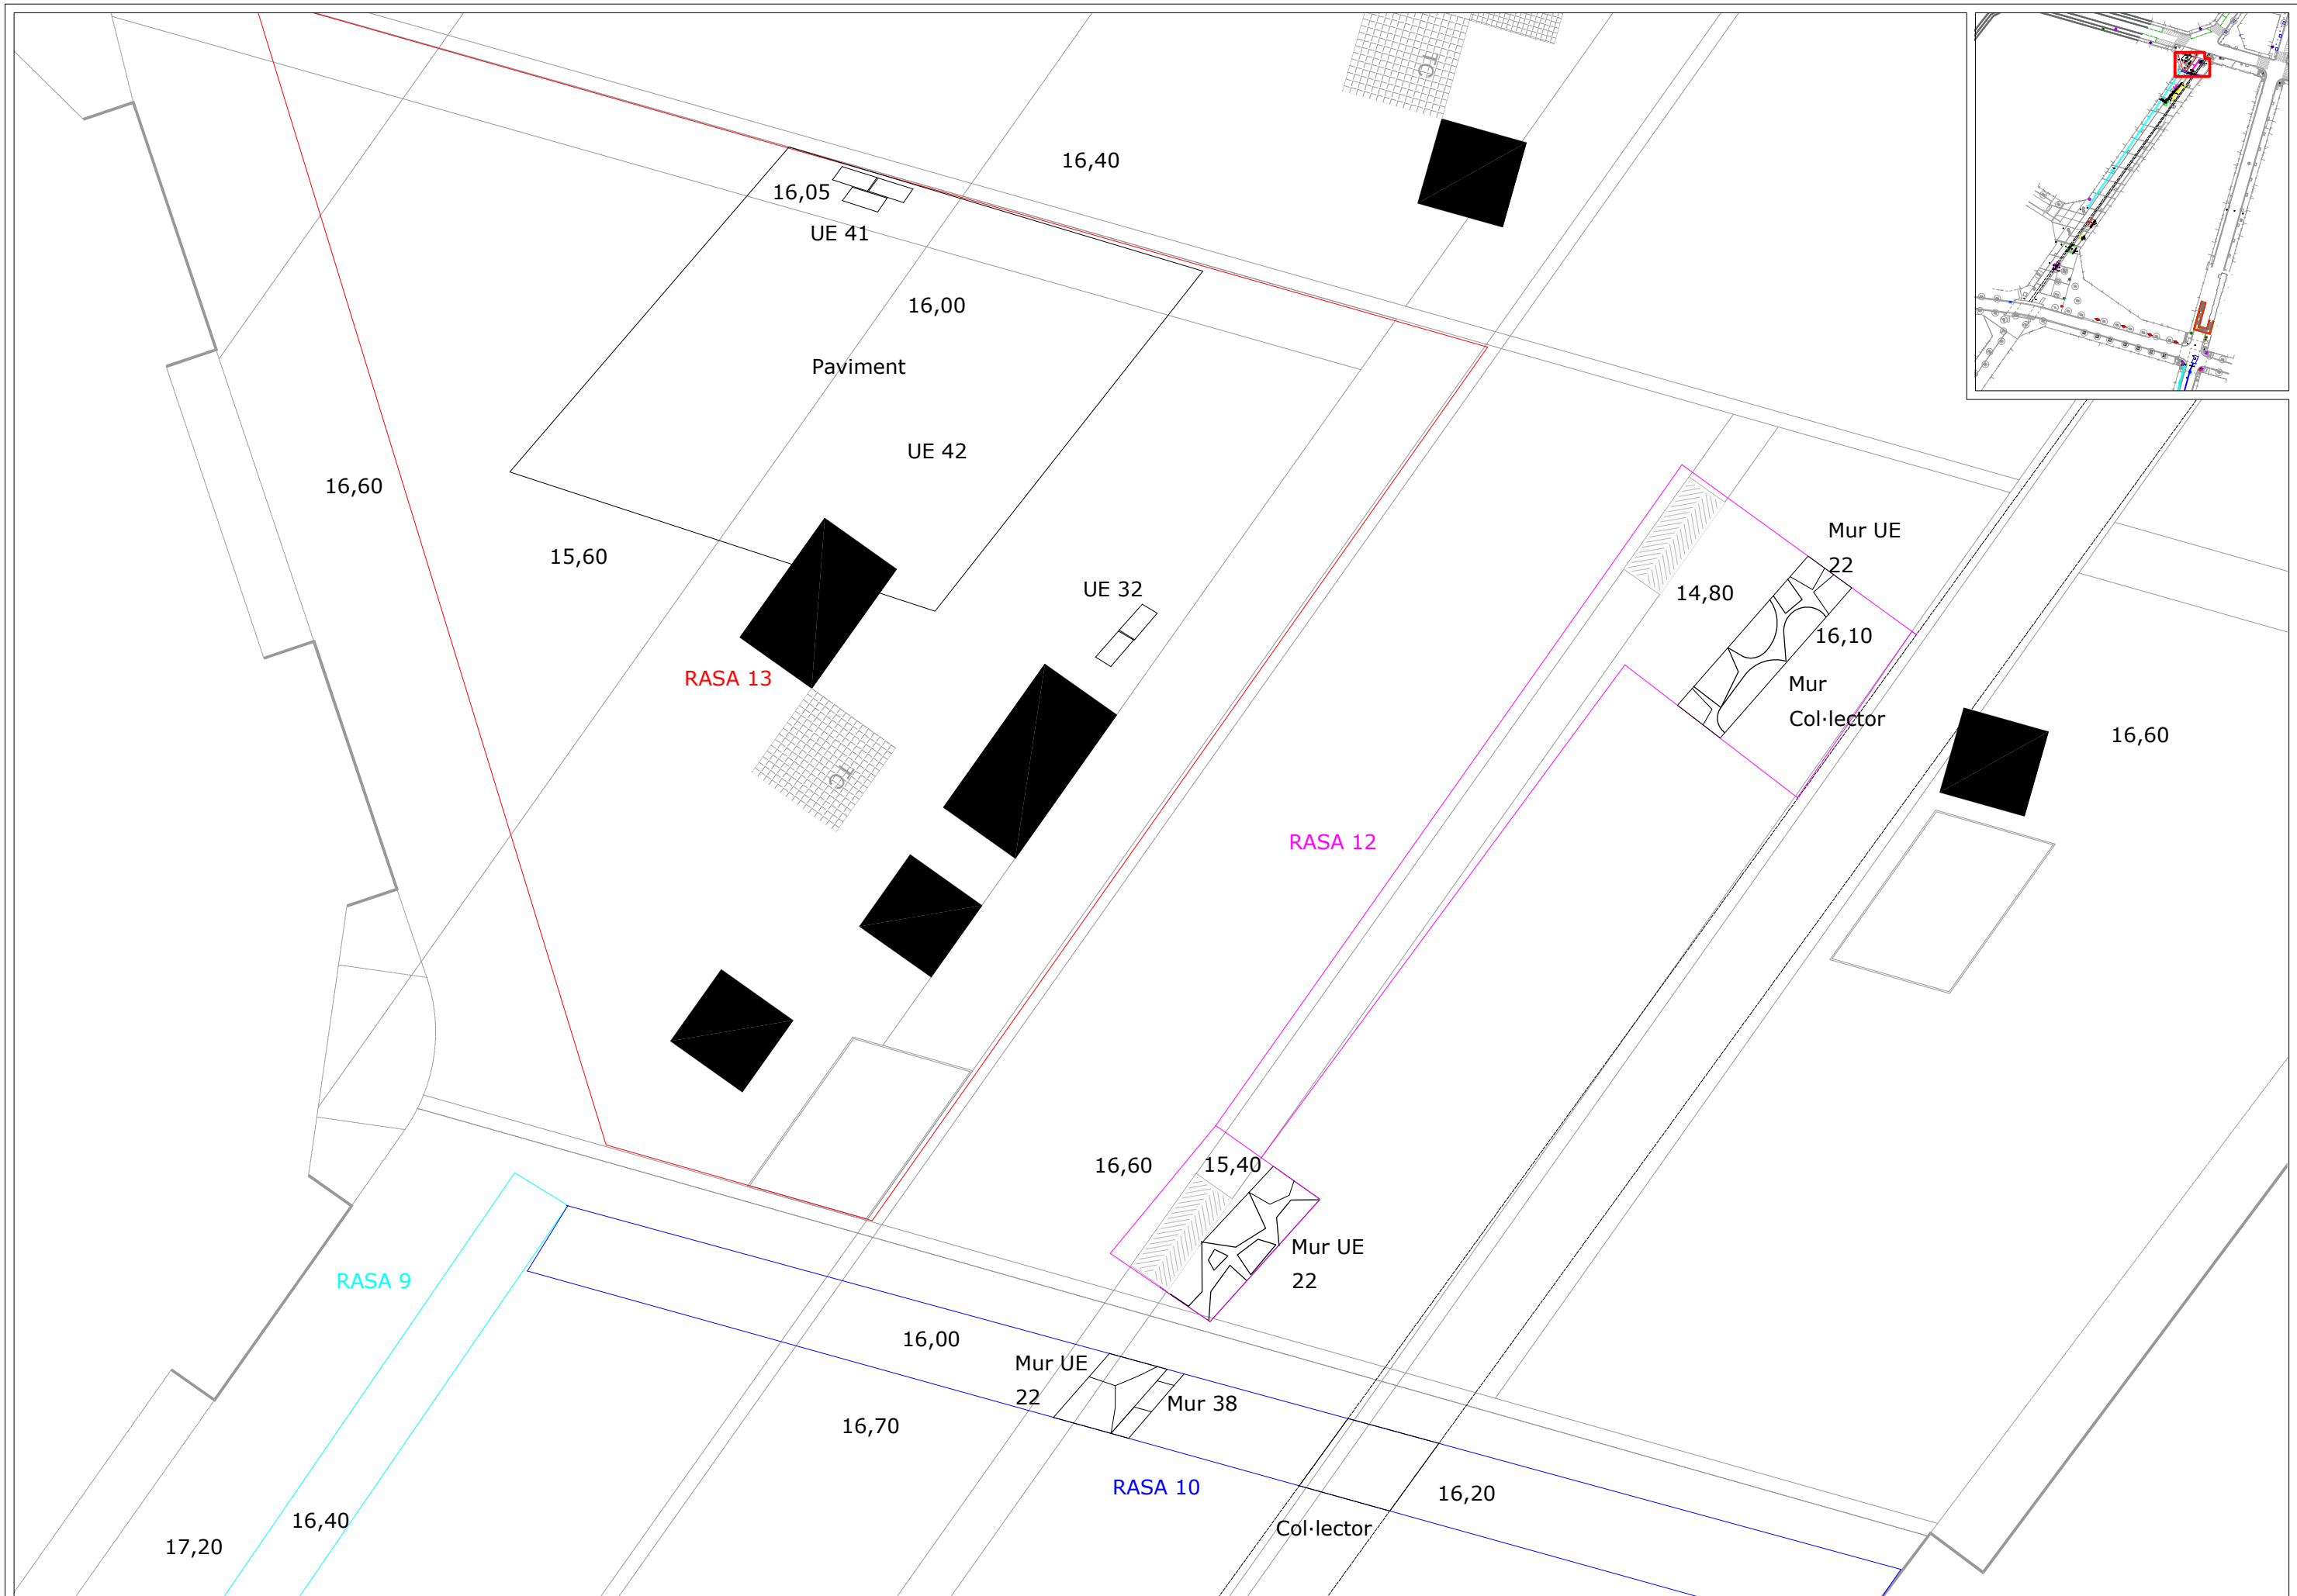 TC
16,40
16,05
UE 41
16,00
Paviment
UE 42
16,60
15,60
Mur UE
22
UE 32
14,80
16,10
RASA 13
Mur
Col·lector
16,60
TC
RASA 12
16,60
15,40
Mur UE
22
RASA 9
16,00
Mur UE
22
Mur 38
16,70
RASA 10
16,20
16,40
Col·lector
17,20